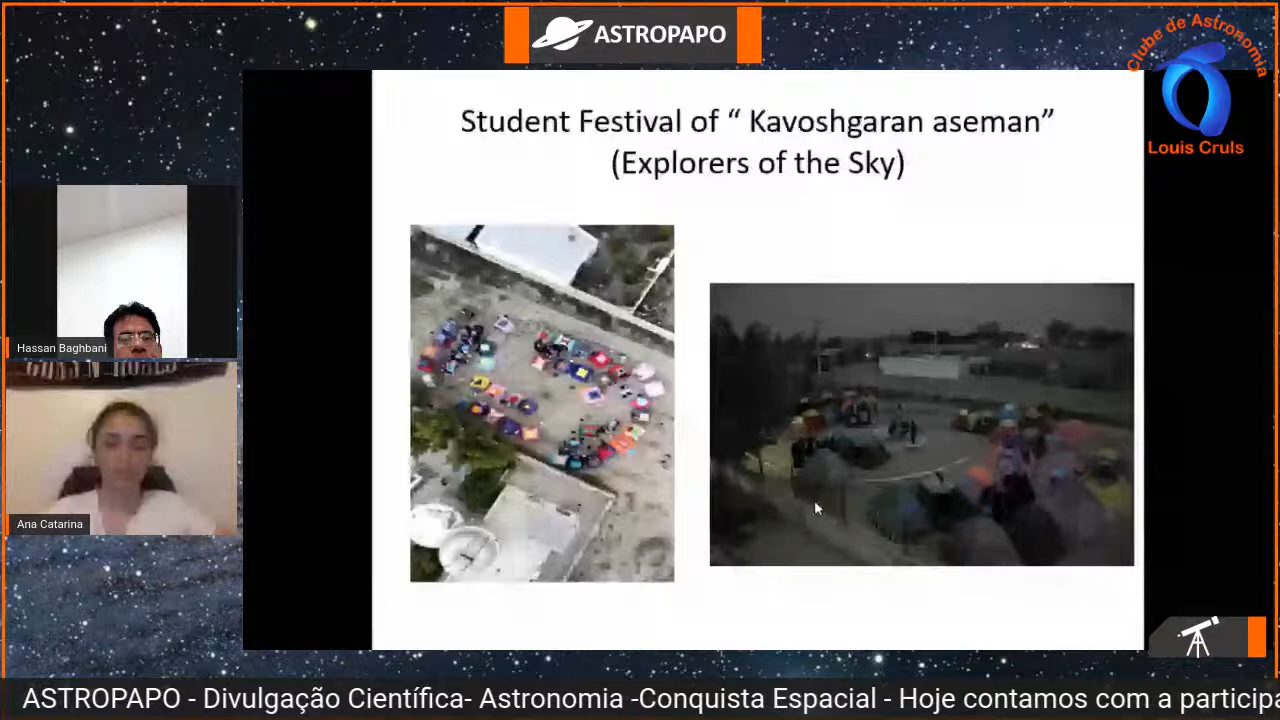 ASTROPAPO
Clube de Astronomia
Louis Cruls
Student Festival of “ Kavoshgaran aseman”
(Explorers of the Sky)
Hassan Baghbani
Ana Catarina
ASTROPAPO - Divulgação Científica- Astronomia -Conquista Espacial - Hoje contamos com a participa